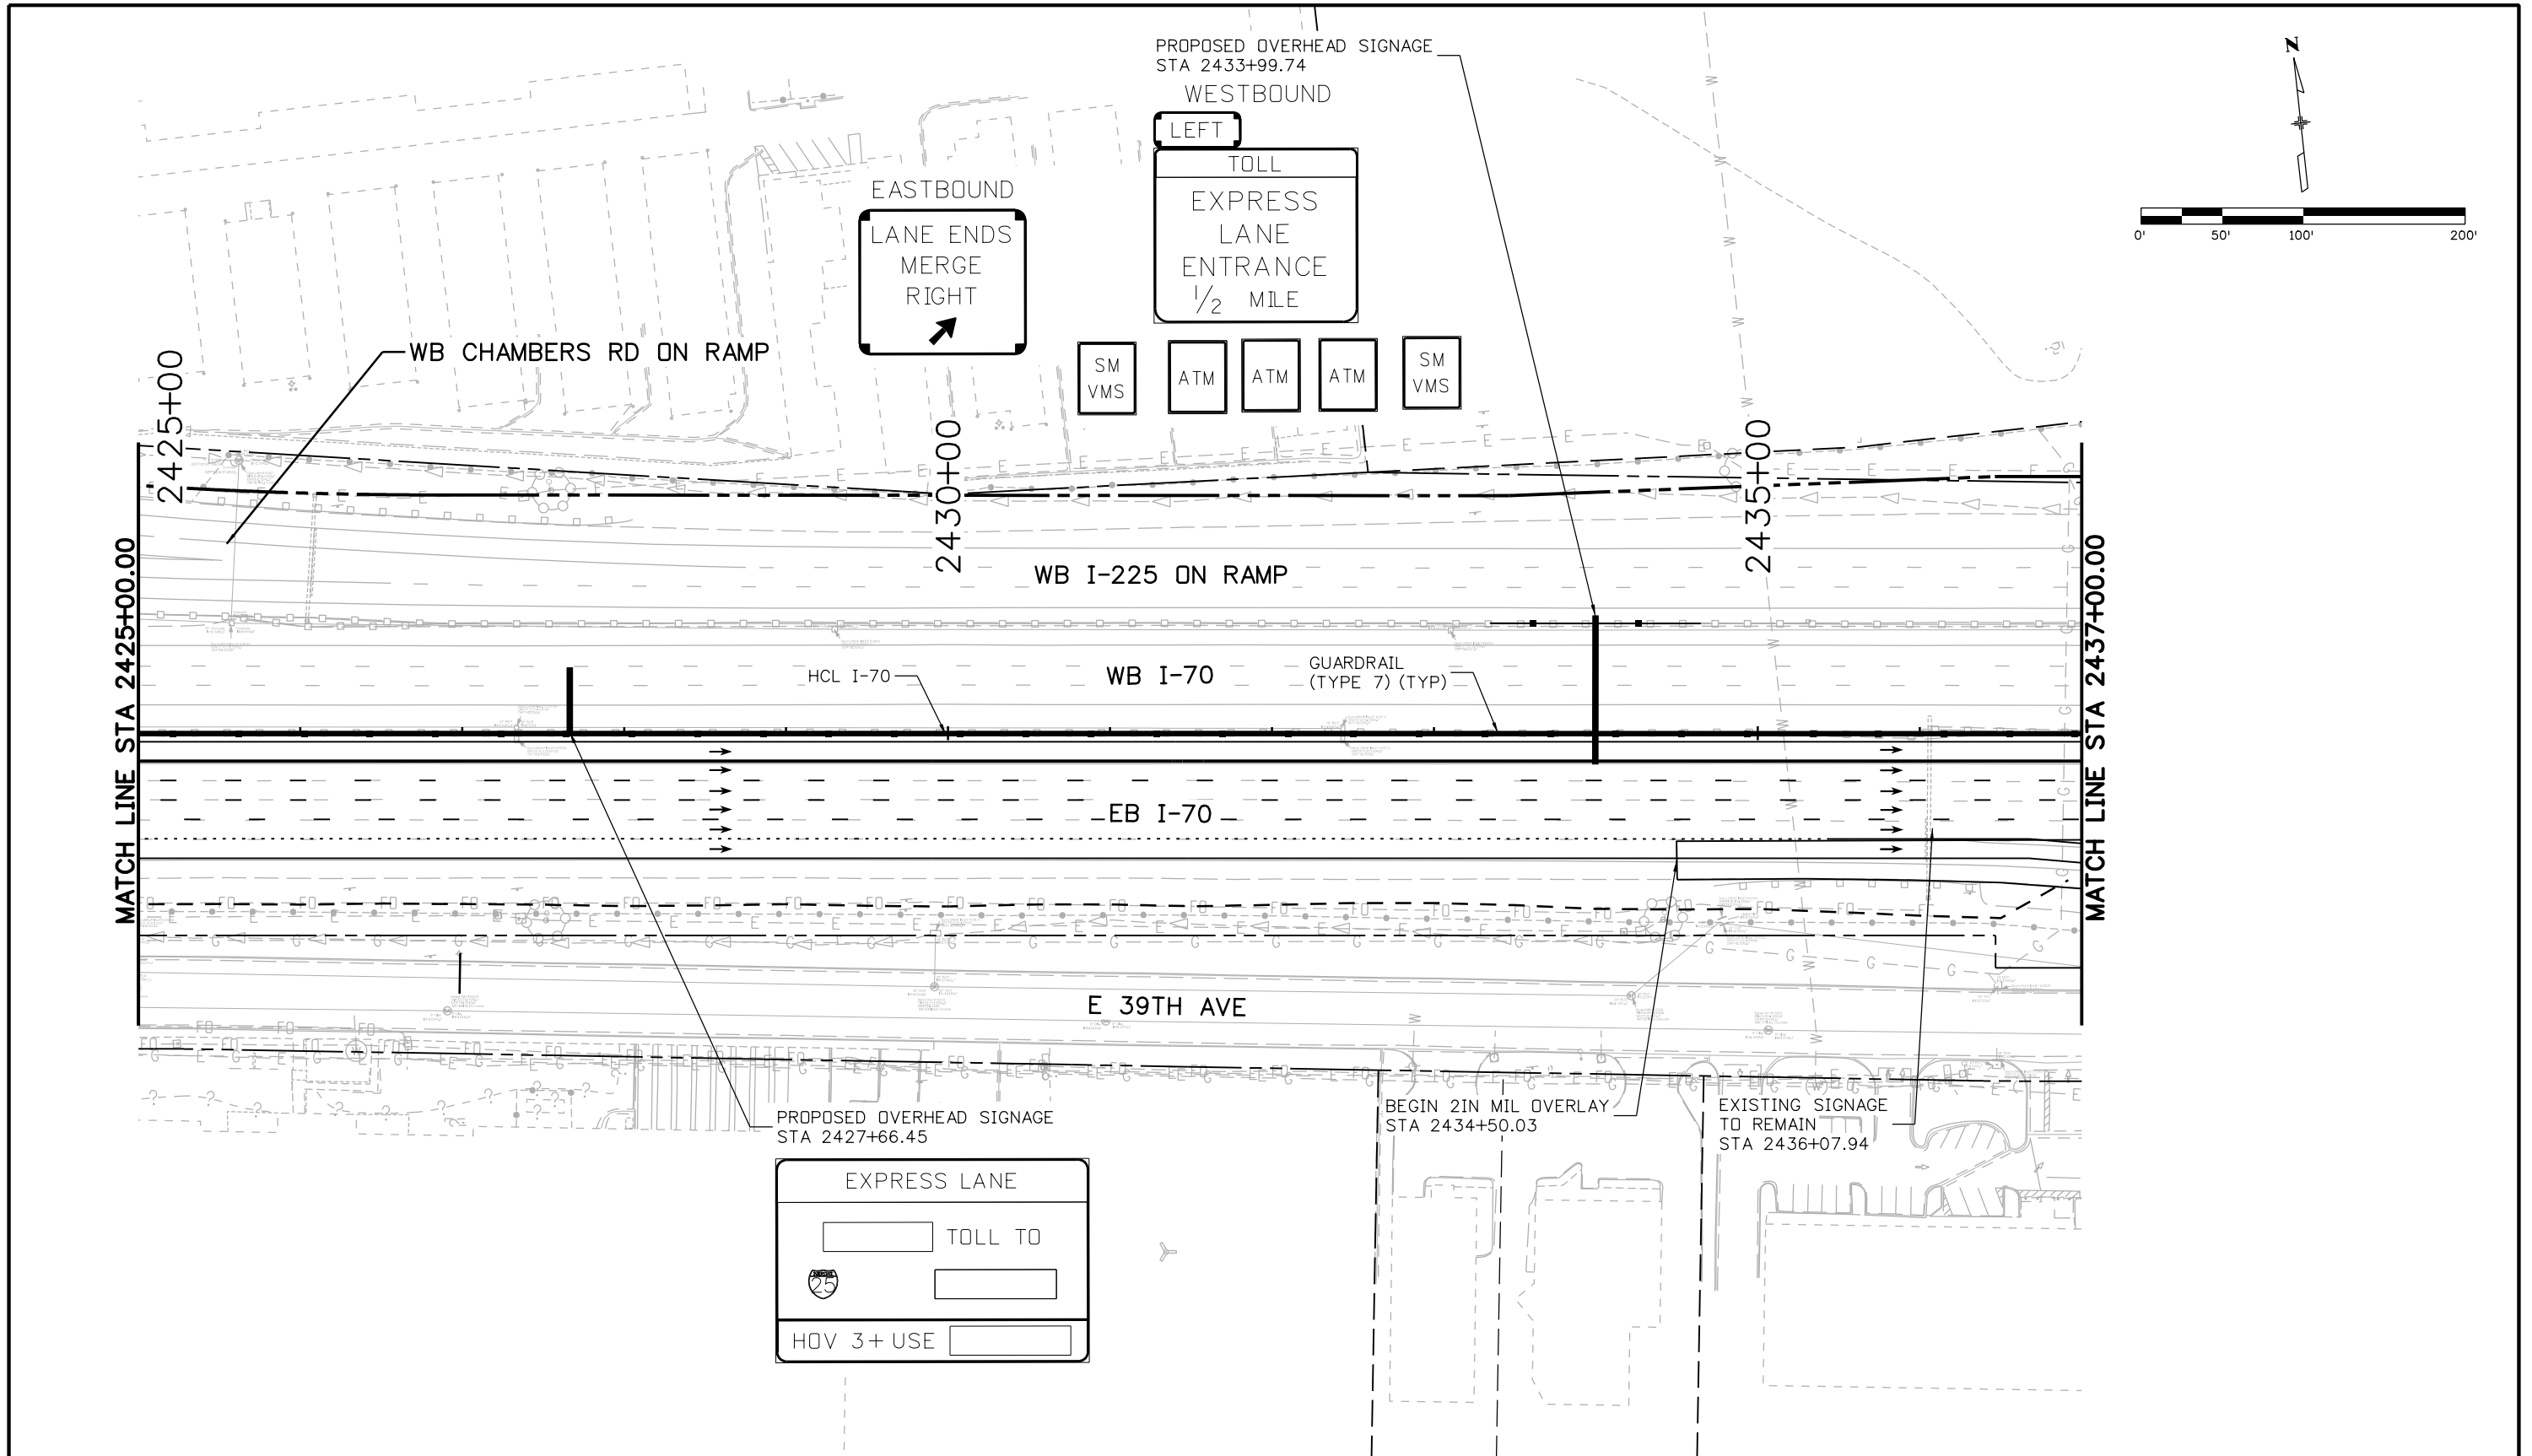 PROPOSED OVERHEAD SIGNAGE
STA 2433+99.74
WESTBOUND
LEFT
TOLL
EXPRESS
LANE
ENTRANCE
1/2 MILE
EASTBOUND
LANE ENDS
MERGE
RIGHT
SM
VMS
ATM
ATM
ATM
SM
VMS
N
0' 50' 100' 200'
WB CHAMBERS RD ON RAMP
2425+00
2430+00
2435+00
MATCH LINE STA 2425+00.00
MATCH LINE STA 2437+00.00
WB I-225 ON RAMP
HCL I-70
WB I-70
GUARDRAIL
(TYPE 7) (TYP)
EB I-70
E 39TH AVE
PROPOSED OVERHEAD SIGNAGE
STA 2427+66.45
BEGIN 2IN MIL OVERLAY
STA 2434+50.03
EXISTING SIGNAGE
TO REMAIN
STA 2436+07.94
EXPRESS LANE
TOLL TO
25
HOV 3+ USE